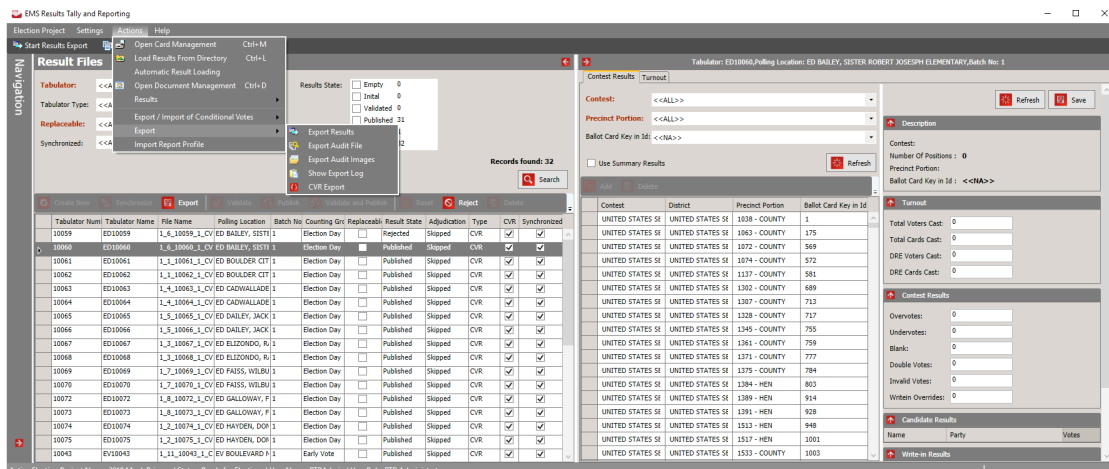 EMS Results Tally and Reporting
Election Project Settings Actions Help
Start Results Export
Open Card Management Ctrl+M
Load Results From Directory Ctrl+L
Automatic Result Loading
Open Document Management Ctrl+D
Results
Export / Import of Conditional Votes
Export
Import Report Profile
Export Results
Export Audit File
Export Audit Images
Show Export Log
CVR Export
Navigation
Result Files
Tabulator: <<A
Tabulator Type: <<A
Replaceable: <<A
Synchronized: <<A
Results State: Empty 0
Inital 0
Validated 0
Published 31
Records found: 32
Search
Create New Synchronize Export Validate Publish Validate and Publish Reset Reject Delete
Tabulator Num Tabulator Name File Name Polling Location Batch No Counting Gro Replaceable Result State Adjudication Type CVR Synchronized
10059 ED10059 1_6_10059_1_CV ED BAILEY, SISTE 1 Election Day Rejected Skipped CVR
10060 ED10060 1_6_10060_1_CV ED BAILEY, SISTE 1 Election Day Published Skipped CVR
10061 ED10061 1_1_10061_1_CV ED BOULDER CIT 1 Election Day Published Skipped CVR
10062 ED10062 1_1_10062_1_CV ED BOULDER CIT 1 Election Day Published Skipped CVR
10063 ED10063 1_4_10063_1_CV ED CADWALLADE 1 Election Day Published Skipped CVR
10064 ED10064 1_4_10064_1_CV ED CADWALLADE 1 Election Day Published Skipped CVR
10065 ED10065 1_5_10065_1_CV ED DAILEY, JACK 1 Election Day Published Skipped CVR
10066 ED10066 1_5_10066_1_CV ED DAILEY, JACK 1 Election Day Published Skipped CVR
10067 ED10067 1_3_10067_1_CV ED ELIZONDO, RA 1 Election Day Published Skipped CVR
10068 ED10068 1_3_10068_1_CV ED ELIZONDO, RA 1 Election Day Published Skipped CVR
10069 ED10069 1_7_10069_1_CV ED FAISS, WILBU 1 Election Day Published Skipped CVR
10070 ED10070 1_7_10070_1_CV ED FAISS, WILBU 1 Election Day Published Skipped CVR
10072 ED10072 1_8_10072_1_CV ED GALLOWAY, F 1 Election Day Published Skipped CVR
10073 ED10073 1_8_10073_1_CV ED GALLOWAY, F 1 Election Day Published Skipped CVR
10074 ED10074 1_2_10074_1_CV ED HAYDEN, DON 1 Election Day Published Skipped CVR
10075 ED10075 1_2_10075_1_CV ED HAYDEN, DON 1 Election Day Published Skipped CVR
10043 EV10043 1_11_10043_1_C EV BOULEVARD M 1 Early Vote Published Skipped CVR
Tabulator: ED10060,Polling Location: ED BAILEY, SISTER ROBERT JOSESPH ELEMENTARY,Batch No: 1
Contest Results Turnout
Contest: <<ALL>>
Precinct Portion: <<ALL>>
Ballot Card Key in Id: <<NA>>
Use Summary Results Refresh
Add Delete
Contest District Precinct Portion Ballot Card Key in Id
UNITED STATES SE UNITED STATES SE 1038 - COUNTY 1
UNITED STATES SE UNITED STATES SE 1063 - COUNTY 175
UNITED STATES SE UNITED STATES SE 1072 - COUNTY 569
UNITED STATES SE UNITED STATES SE 1074 - COUNTY 572
UNITED STATES SE UNITED STATES SE 1137 - COUNTY 581
UNITED STATES SE UNITED STATES SE 1302 - COUNTY 689
UNITED STATES SE UNITED STATES SE 1307 - COUNTY 713
UNITED STATES SE UNITED STATES SE 1328 - COUNTY 717
UNITED STATES SE UNITED STATES SE 1345 - COUNTY 755
UNITED STATES SE UNITED STATES SE 1361 - COUNTY 759
UNITED STATES SE UNITED STATES SE 1371 - COUNTY 777
UNITED STATES SE UNITED STATES SE 1375 - COUNTY 784
UNITED STATES SE UNITED STATES SE 1384 - HEN 803
UNITED STATES SE UNITED STATES SE 1389 - HEN 914
UNITED STATES SE UNITED STATES SE 1391 - HEN 928
UNITED STATES SE UNITED STATES SE 1513 - HEN 948
UNITED STATES SE UNITED STATES SE 1517 - HEN 1001
UNITED STATES SE UNITED STATES SE 1533 - COUNTY 1003
Refresh Save
Description
Contest:
Number Of Positions : 0
Precinct Portion:
Ballot Card Key in Id : <<NA>>
Turnout
Total Voters Cast: 0
Total Cards Cast: 0
DRE Voters Cast: 0
DRE Cards Cast: 0
Contest Results
Overvotes: 0
Undervotes: 0
Blank: 0
Double Votes: 0
Invalid Votes: 0
Writein Overrides: 0
Candidate Results
Name Party Votes
Write-in Results